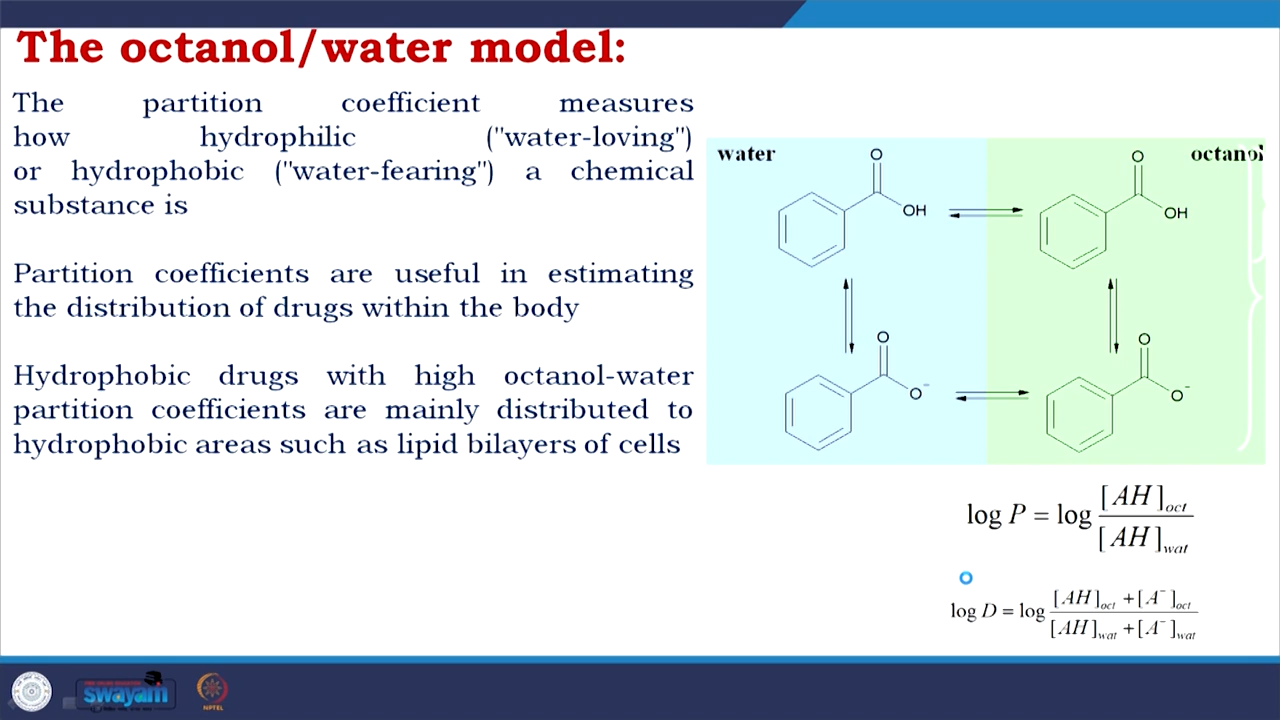 The octanol/water model:
The partition coefficient measures
how hydrophilic ("water-loving")
or hydrophobic ("water-fearing") a chemical
substance is
Partition coefficients are useful in estimating
the distribution of drugs within the body
Hydrophobic drugs with high octanol-water
partition coefficients are mainly distributed to
hydrophobic areas such as lipid bilayers of cells
water octanol
O O
OH OH
O O
O⁻ O⁻
log P = log [AH]oct / [AH]wat
log D = log [AH]oct + [A⁻]oct / [AH]wat + [A⁻]wat
swayam
NPTEL